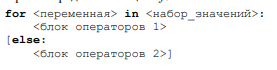 for <переменная> in <набор_значений>:
<блок операторов 1>
[else:
<блок операторов 2>]